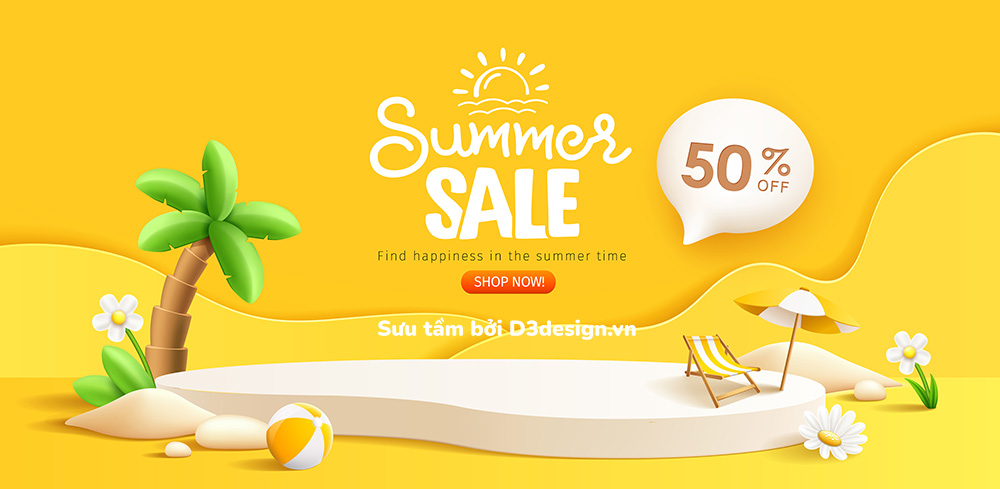 Summer
SALE
50% OFF
Find happiness in the summer time
SHOP NOW!
Sưu tầm bởi D3design.vn